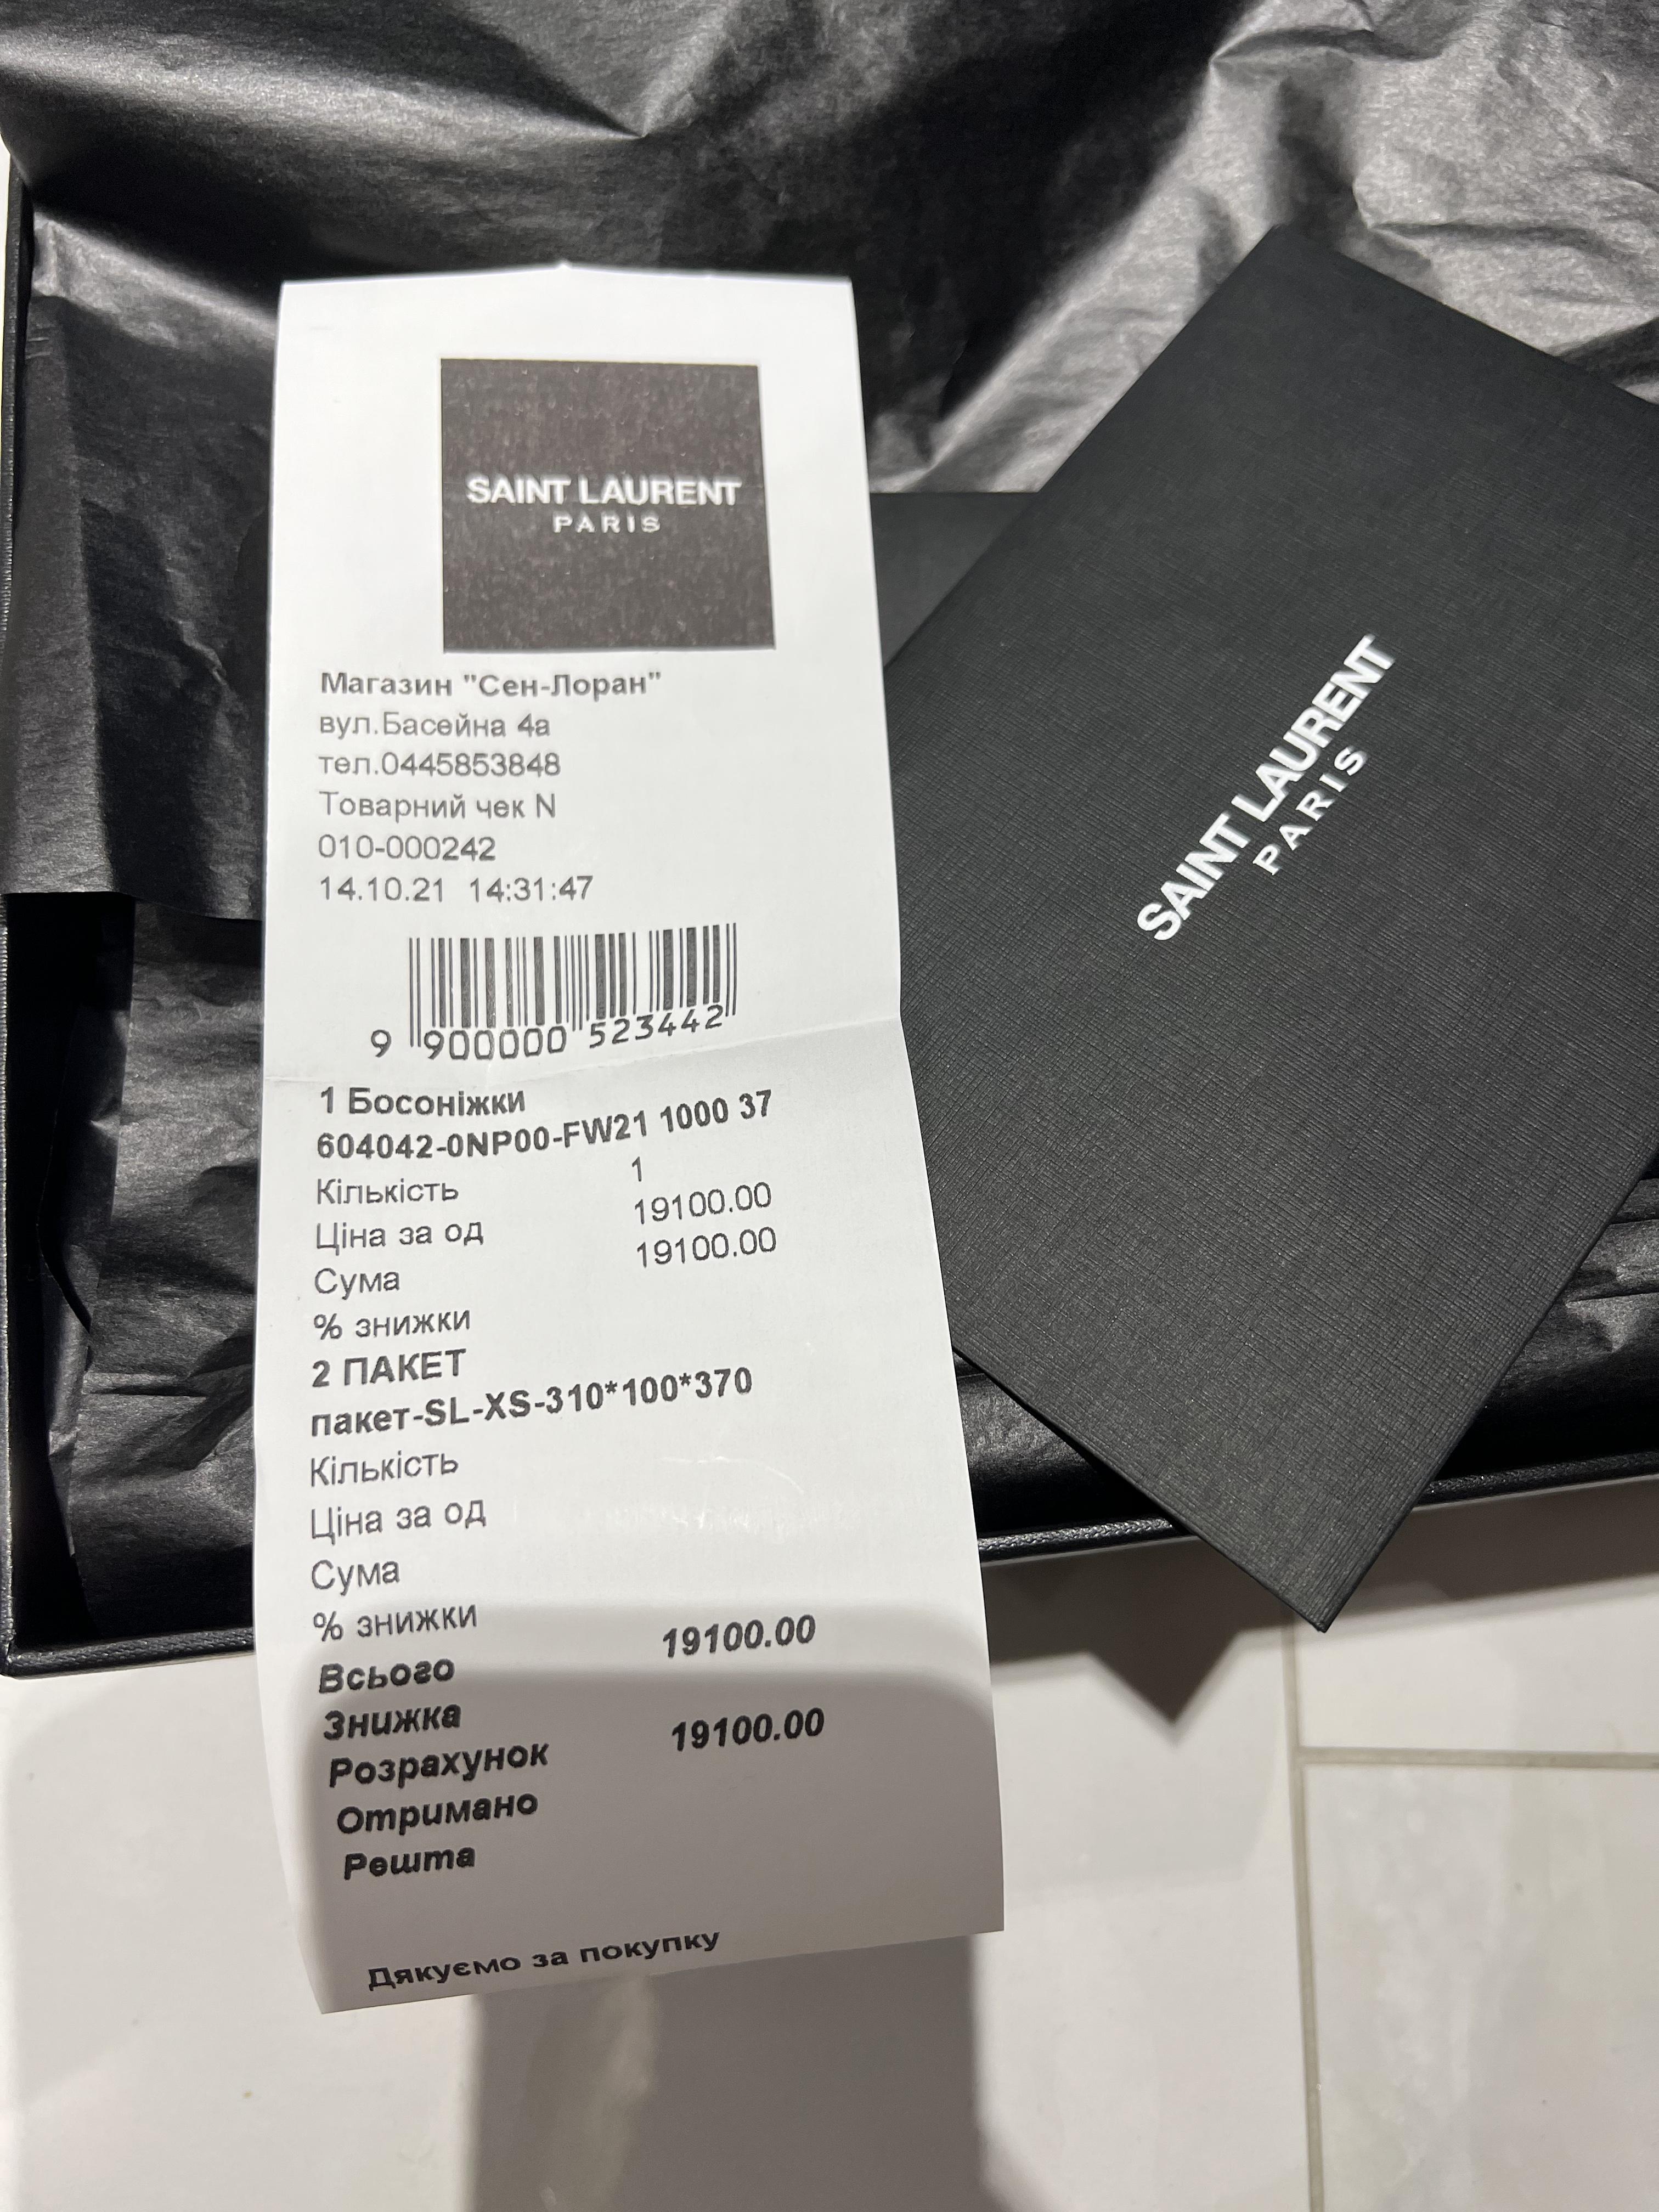 SAINT LAURENT
PARIS
Магазин "Сен-Лоран"
вул.Басейна 4а
тел.0445853848
Товарний чек N
010-000242
14.10.21 14:31:47
9 900000 523442
1 Босоніжки
604042-0NP00-FW21 1000 37
Кількість 1
Ціна за од 19100.00
Сума 19100.00
% знижки
2 ПАКЕТ
пакет-SL-XS-310*100*370
Кількість
Ціна за од
Сума
% знижки
Всього 19100.00
Знижка
Розрахунок 19100.00
Отримано
Решта
Дякуємо за покупку
SAINT LAURENT
PARIS